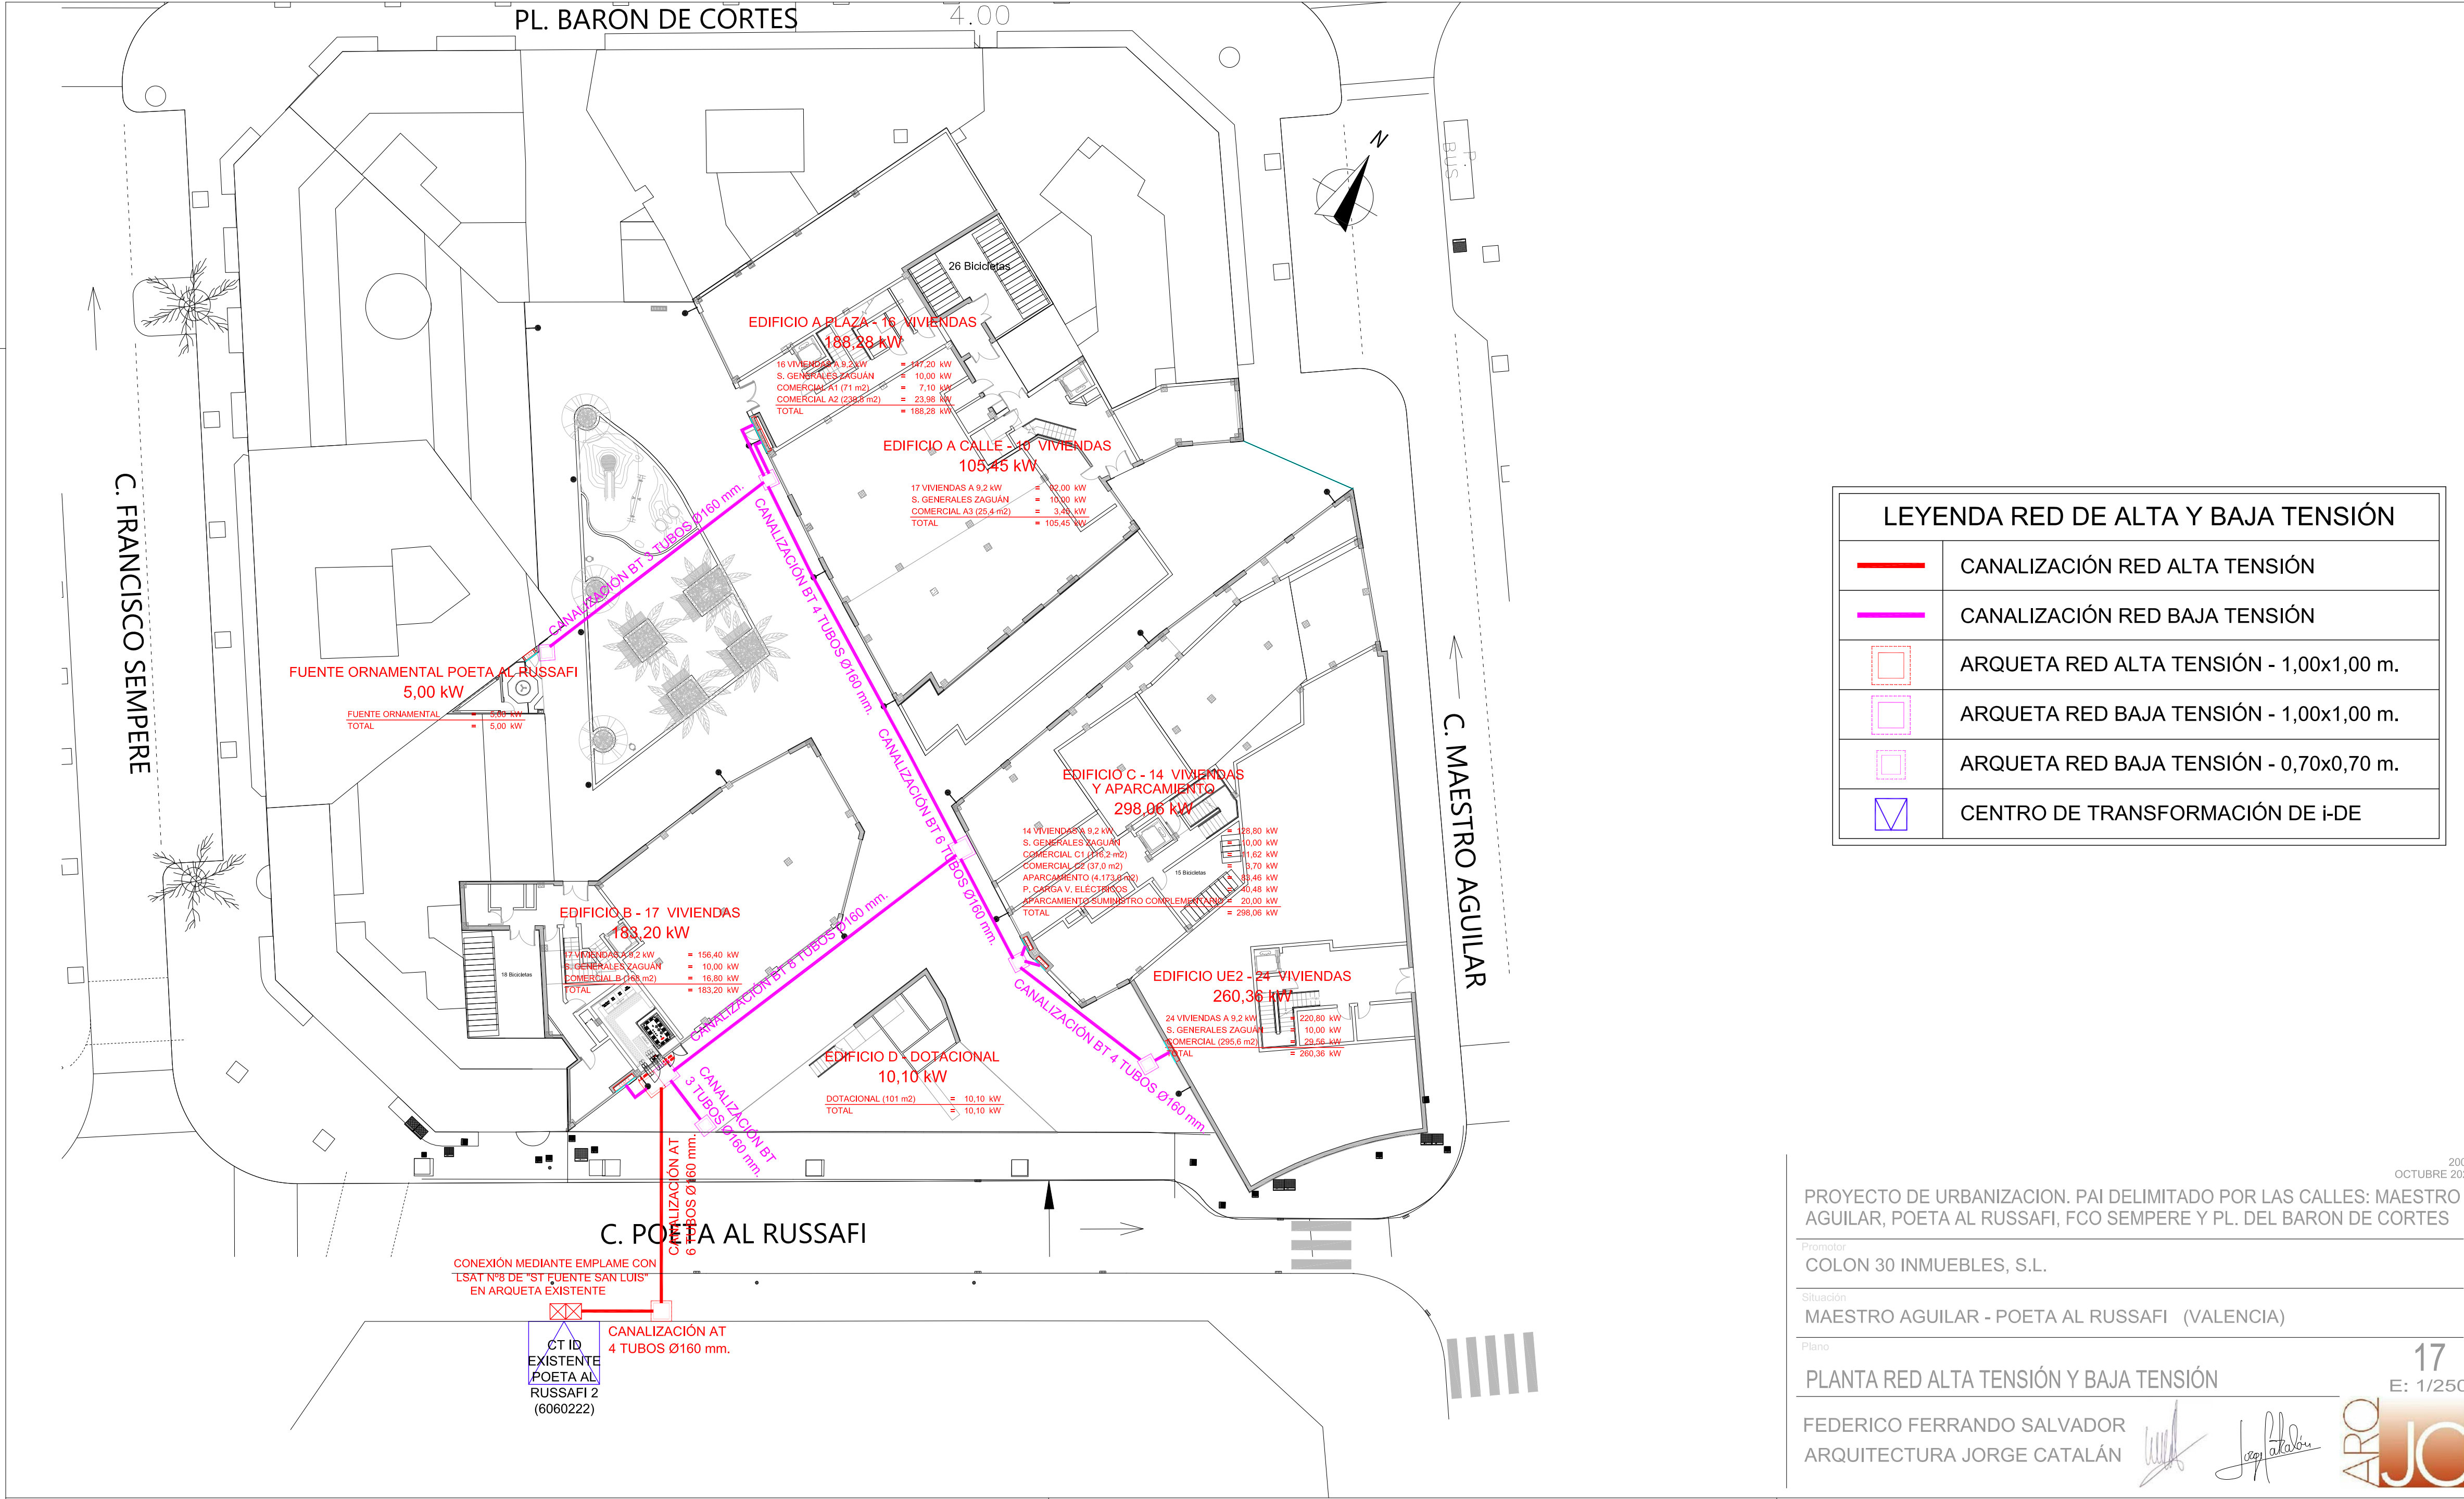 PL. BARON DE CORTES
4.00
N
P.
BUS
26 Bicicletas
EDIFICIO A PLAZA - 16 VIVIENDAS
188,28 kW
16 VIVIENDAS A 9,2 kW = 147,20 kW
S. GENERALES ZAGUÁN = 10,00 kW
COMERCIAL A1 (71 m2) = 7,10 kW
COMERCIAL A2 (239,8 m2) = 23,98 kW
TOTAL = 188,28 kW
EDIFICIO A CALLE - 10 VIVIENDAS
105,45 kW
17 VIVIENDAS A 9,2 kW = 92,00 kW
S. GENERALES ZAGUÁN = 10,00 kW
COMERCIAL A3 (25,4 m2) = kW
TOTAL = 105,45 kW
C. FRANCISCO SEMPERE
CANALIZACIÓN BT 3 TUBOS Ø160 mm.
CANALIZACIÓN BT 4 TUBOS Ø160 mm.
FUENTE ORNAMENTAL POETA AL RUSSAFI
5,00 kW
FUENTE ORNAMENTAL = 5,00 kW
TOTAL = 5,00 kW
CANALIZACIÓN BT 6 TUBOS Ø160 mm.
C. MAESTRO AGUILAR
EDIFICIO C - 14 VIVIENDAS
Y APARCAMIENTO
298,06 kW
14 VIVIENDAS A 9,2 kW = 128,80 kW
S. GENERALES ZAGUÁN = 10,00 kW
COMERCIAL C1 (116,2 m2) = 11,62 kW
COMERCIAL C2 (37,0 m2) = 3,70 kW
APARCAMIENTO (4.173,0 m2) = 83,46 kW
P. CARGA V. ELÉCTRICOS = 40,48 kW
APARCAMIENTO SUMINISTRO COMPLEMENTARIO = 20,00 kW
TOTAL = 298,06 kW
15 Bicicletas
EDIFICIO B - 17 VIVIENDAS
183,20 kW
17 VIVIENDAS A 9,2 kW = 156,40 kW
S. GENERALES ZAGUÁN = 10,00 kW
COMERCIAL B (168 m2) = 16,80 kW
TOTAL = 183,20 kW
18 Bicicletas
CANALIZACIÓN BT 8 TUBOS Ø160 mm.
EDIFICIO UE2 - 24 VIVIENDAS
260,36 kW
24 VIVIENDAS A 9,2 kW = 220,80 kW
S. GENERALES ZAGUÁN = 10,00 kW
COMERCIAL (295,6 m2) = 29,56 kW
TOTAL = 260,36 kW
CANALIZACIÓN BT 4 TUBOS Ø160 mm.
EDIFICIO D - DOTACIONAL
10,10 kW
DOTACIONAL (101 m2) = 10,10 kW
TOTAL = 10,10 kW
CANALIZACIÓN BT
3 TUBOS Ø160 mm.
CANALIZACIÓN AT
6 TUBOS Ø160 mm.
C. POETA AL RUSSAFI
CONEXIÓN MEDIANTE EMPLAME CON
LSAT Nº8 DE "ST FUENTE SAN LUIS"
EN ARQUETA EXISTENTE
CANALIZACIÓN AT
4 TUBOS Ø160 mm.
CT ID
EXISTENTE
POETA AL
RUSSAFI 2
(6060222)
LEYENDA RED DE ALTA Y BAJA TENSIÓN
CANALIZACIÓN RED ALTA TENSIÓN
CANALIZACIÓN RED BAJA TENSIÓN
ARQUETA RED ALTA TENSIÓN - 1,00x1,00 m.
ARQUETA RED BAJA TENSIÓN - 1,00x1,00 m.
ARQUETA RED BAJA TENSIÓN - 0,70x0,70 m.
CENTRO DE TRANSFORMACIÓN DE i-DE
200
OCTUBRE 202
PROYECTO DE URBANIZACION. PAI DELIMITADO POR LAS CALLES: MAESTRO
AGUILAR, POETA AL RUSSAFI, FCO SEMPERE Y PL. DEL BARON DE CORTES
Promotor
COLON 30 INMUEBLES, S.L.
Situación
MAESTRO AGUILAR - POETA AL RUSSAFI (VALENCIA)
Plano
PLANTA RED ALTA TENSIÓN Y BAJA TENSIÓN
17
E: 1/250
FEDERICO FERRANDO SALVADOR
ARQUITECTURA JORGE CATALÁN
Jorge Catalán
ARQ
JC